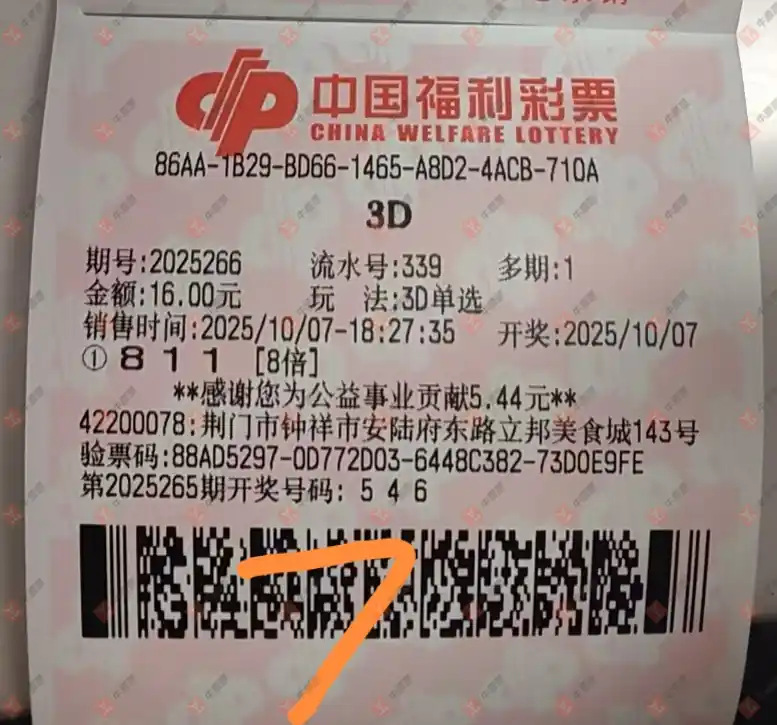 中国福利彩票
CHINA WELFARE LOTTERY
86AA-1B29-BD66-1465-A8D2-4ACB-710A
3D
期号:2025266 流水号:339 多期:1
金额:16.00元 玩 法:3D单选
销售时间:2025/10/07-18:27:35 开奖:2025/10/07
① 8 1 1 [8倍]
**感谢您为公益事业贡献5.44元**
42200078:荆门市钟祥市安陆府东路立邦美食城143号
验票码:88AD5297-0D772D03-6448C382-73D0E9FE
第2025265期开奖号码: 5 4 6
7